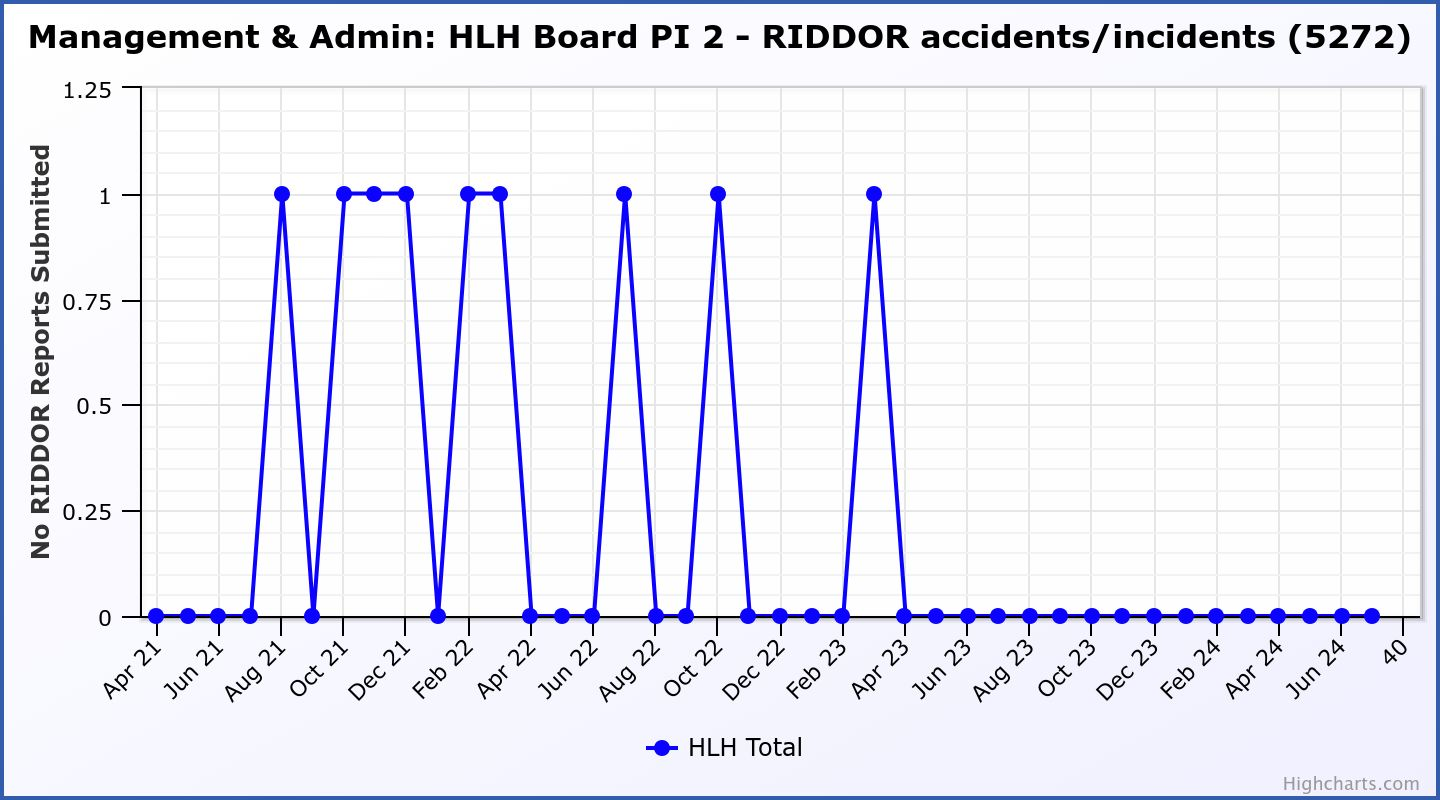 Management & Admin: HLH Board PI 2 – RIDDOR accidents/incidents (5272)
No RIDDOR Reports Submitted
1.25
1
0.75
0.5
0.25
0
Apr 21
Jun 21
Aug 21
Oct 21
Dec 21
Feb 22
Apr 22
Jun 22
Aug 22
Oct 22
Dec 22
Feb 23
Apr 23
Jun 23
Aug 23
Oct 23
Dec 23
Feb 24
Apr 24
Jun 24
40
HLH Total
Highcharts.com